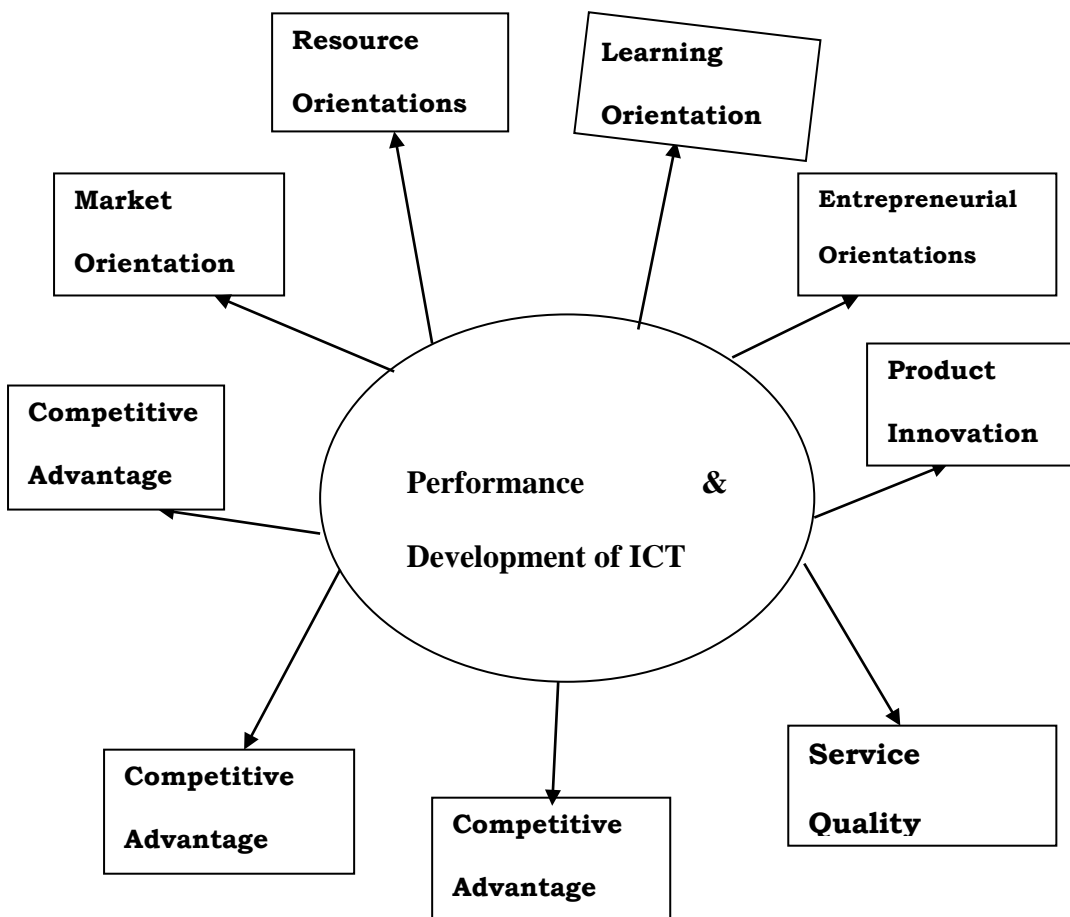 Resource
Orientations
Learning
Orientation
Market
Orientation
Entrepreneurial
Orientations
Product
Innovation
Competitive
Advantage
Performance &
Development of ICT
Service
Quality
Competitive
Advantage
Competitive
Advantage